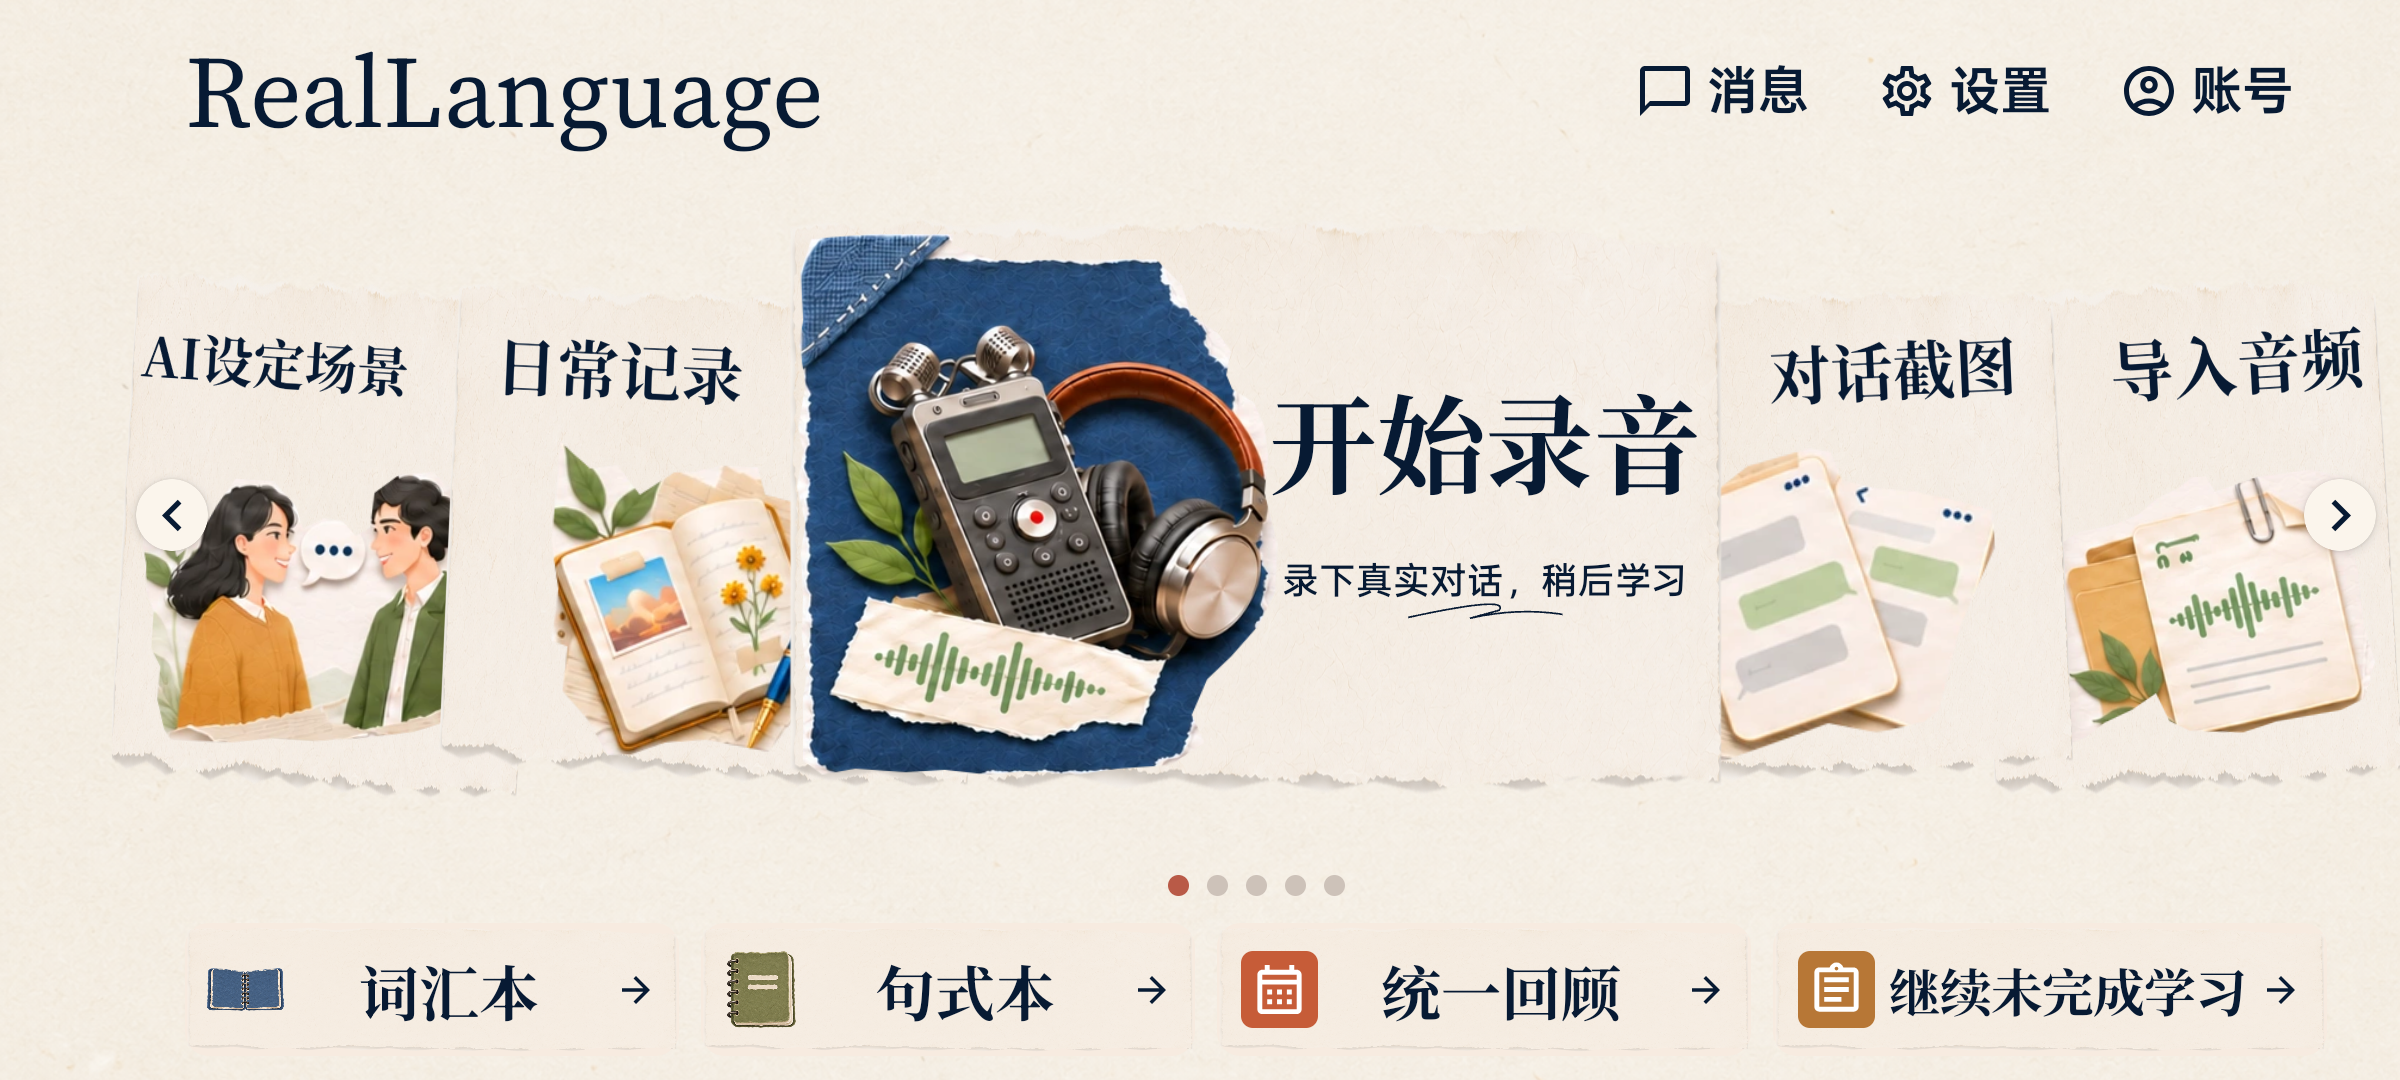 RealLanguage
消息
设置
账号
AI设定场景
日常记录
开始录音
录下真实对话，稍后学习
对话截图
导入音频
词汇本
句式本
统一回顾
继续未完成学习